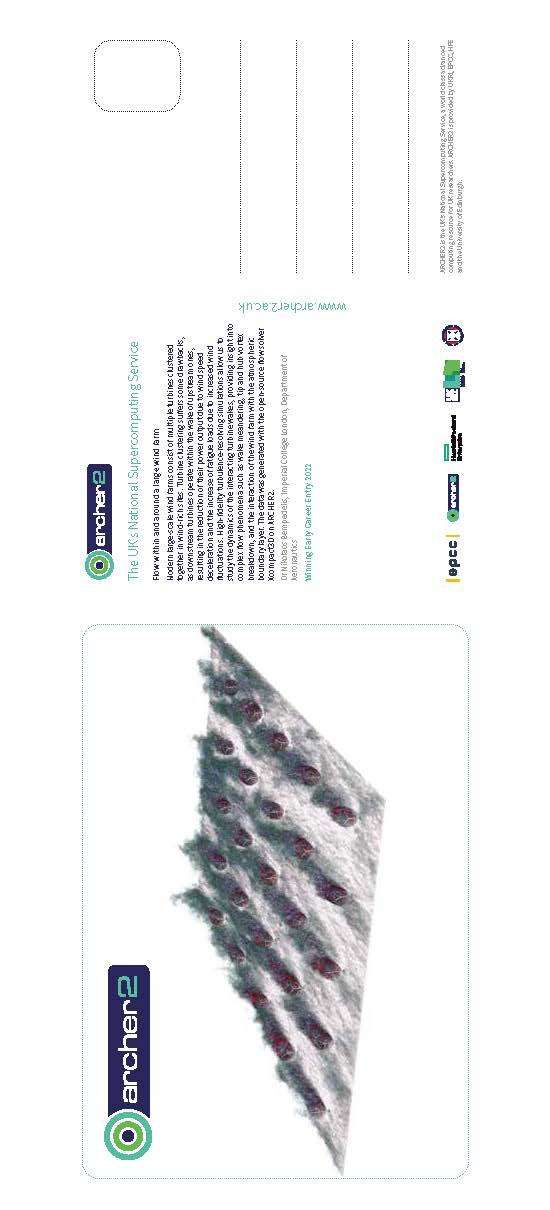 archer2
archer2
The UK's National Supercomputing Service
Flow within and around a large wind farm
Modern large-scale wind farms consist of multiple turbines clustered
together in wind-rich sites. Turbine clustering suffers some drawbacks,
as downstream turbines operate within the wake of upstream ones,
resulting in the reduction of their power output due to wind speed
deceleration and the increase of fatigue loads due to increased wind
fluctuations. High-fidelity turbulence-resolving simulations allow us to
study the dynamics of the interacting turbine wakes, providing insight into
complex flow phenomena such as wake meandering, tip and hub vortex
breakdown, and the interaction of the wind farm with the atmospheric
boundary layer. The data was generated with the open-source flow solver
Xcompact3D on ARCHER2.
Dr Nikolaos Bempedelis, Imperial College London, Department of
Aeronautics
Winning Early Career Entry 2022
www.archer2.ac.uk
epcc
archer2
Hewlett Packard
Enterprise
UK
ARCHER2 is the UK's National Supercomputing Service, a world class advanced
computing resource for UK researchers. ARCHER2 is provided by UKRI, EPCC, HPE
and the University of Edinburgh.